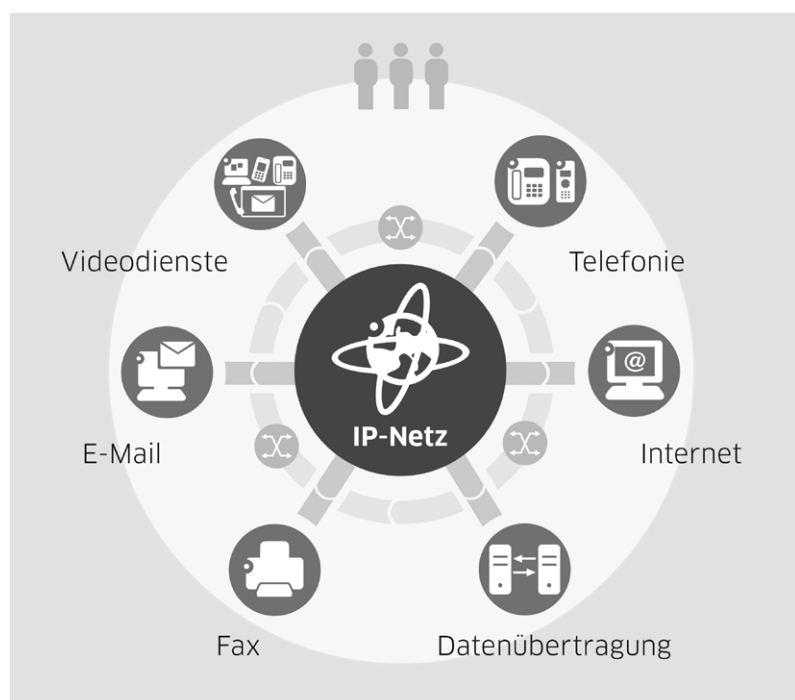 Videodienste
Telefonie
@
IP-Netz
E-Mail
Internet
Fax
Datenübertragung